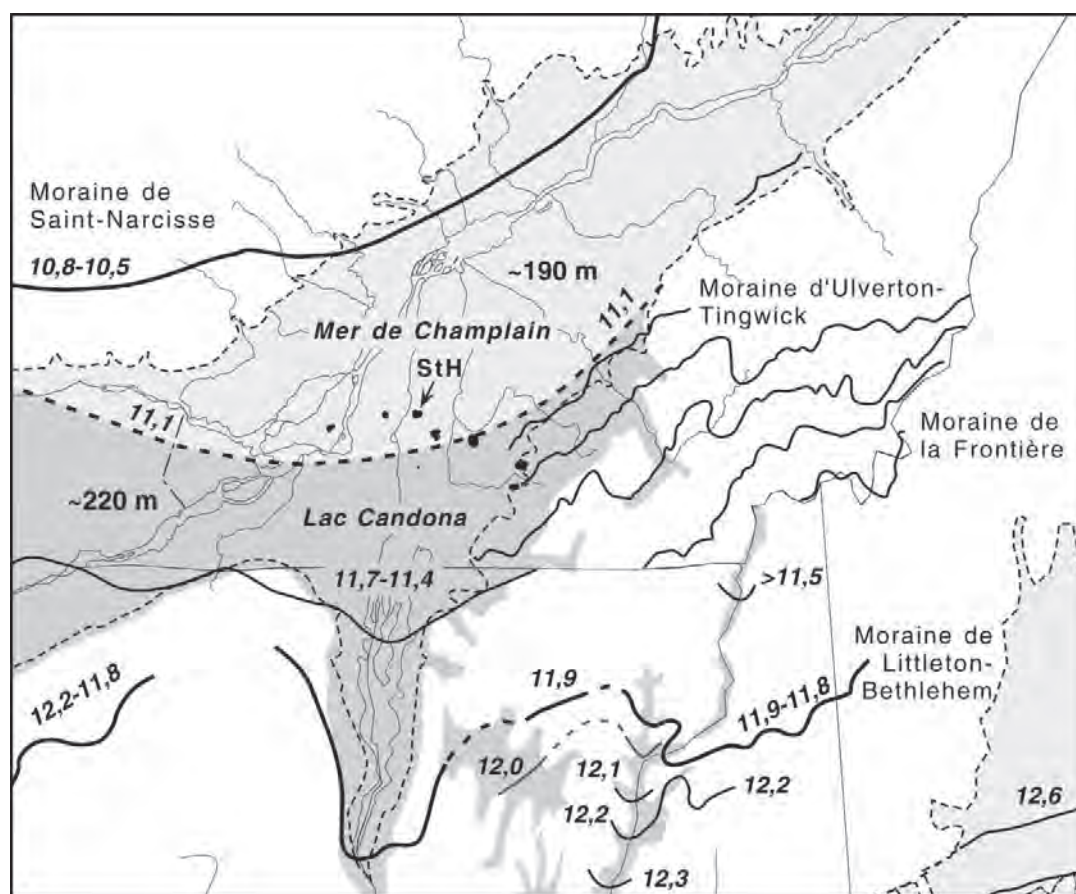 Moraine de
Saint-Narcisse
10,8-10,5
~190 m
11,1
Moraine d'Ulverton-
Tingwick
Mer de Champlain
StH
11,1
Moraine de
la Frontière
~220 m
Lac Candona
11,7-11,4
>11,5
Moraine de
Littleton-
Bethlehem
12,2-11,8
11,9
11,9-11,8
12,0
12,1
12,2
12,2
12,6
12,3